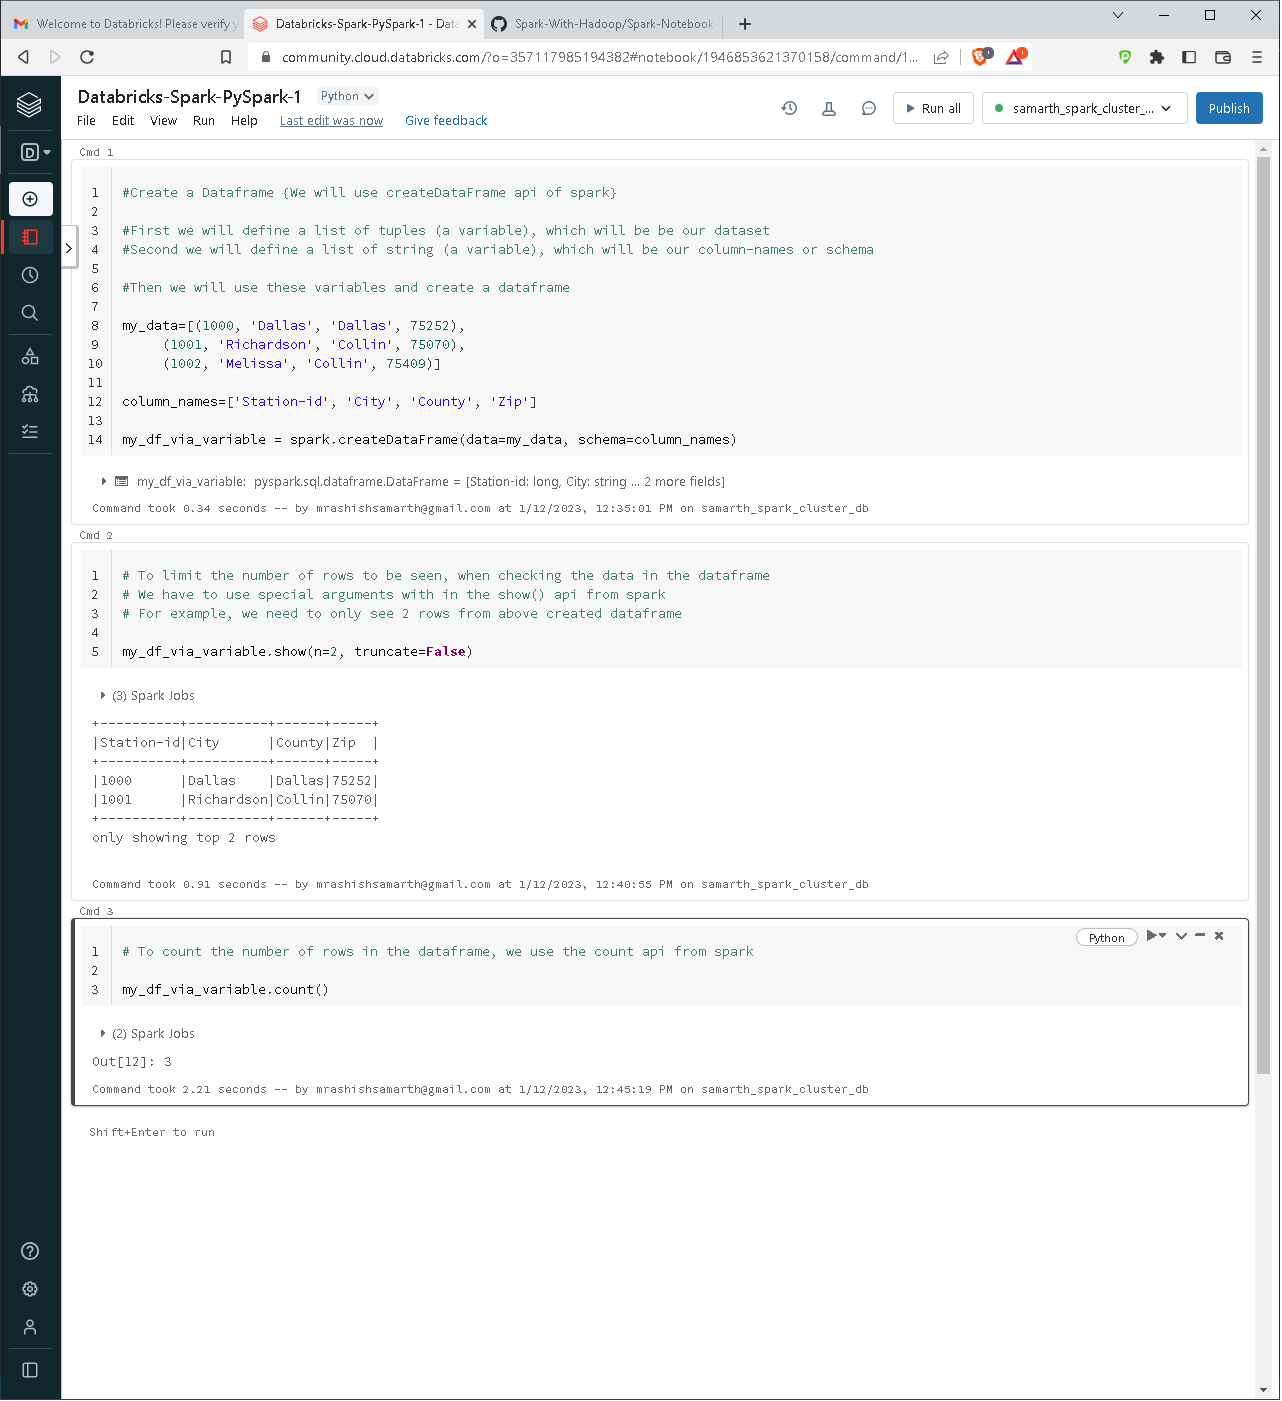 Welcome to Databricks! Please verify y
Databricks-Spark-PySpark-1 - Data
Spark-With-Hadoop/Spark-Notebook
community.cloud.databricks.com/?o=357117985194382#notebook/1946853621370158/command/1...
Databricks-Spark-PySpark-1 Python
File Edit View Run Help Last edit was now Give feedback
Run all samarth_spark_cluster_... Publish
D
Cmd 1
1 #Create a Dataframe {We will use createDataFrame api of spark}
2
3 #First we will define a list of tuples (a variable), which will be be our dataset
4 #Second we will define a list of string (a variable), which will be our column-names or schema
5
6 #Then we will use these variables and create a dataframe
7
8 my_data=[(1000, 'Dallas', 'Dallas', 75252),
9 (1001, 'Richardson', 'Collin', 75070),
10 (1002, 'Melissa', 'Collin', 75409)]
11
12 column_names=['Station-id', 'City', 'County', 'Zip']
13
14 my_df_via_variable = spark.createDataFrame(data=my_data, schema=column_names)
my_df_via_variable: pyspark.sql.dataframe.DataFrame = [Station-id: long, City: string ... 2 more fields]
Command took 0.34 seconds -- by mrashishsamarth@gmail.com at 1/12/2023, 12:35:01 PM on samarth_spark_cluster_db
Cmd 2
1 # To limit the number of rows to be seen, when checking the data in the dataframe
2 # We have to use special arguments with in the show() api from spark
3 # For example, we need to only see 2 rows from above created dataframe
4
5 my_df_via_variable.show(n=2, truncate=False)
(3) Spark Jobs
+----------+----------+------+-----+
|Station-id|City      |County|Zip  |
+----------+----------+------+-----+
|1000      |Dallas    |Dallas|75252|
|1001      |Richardson|Collin|75070|
+----------+----------+------+-----+
only showing top 2 rows
Command took 0.91 seconds -- by mrashishsamarth@gmail.com at 1/12/2023, 12:40:55 PM on samarth_spark_cluster_db
Cmd 3
Python
1 # To count the number of rows in the dataframe, we use the count api from spark
2
3 my_df_via_variable.count()
(2) Spark Jobs
Out[12]: 3
Command took 2.21 seconds -- by mrashishsamarth@gmail.com at 1/12/2023, 12:45:19 PM on samarth_spark_cluster_db
Shift+Enter to run